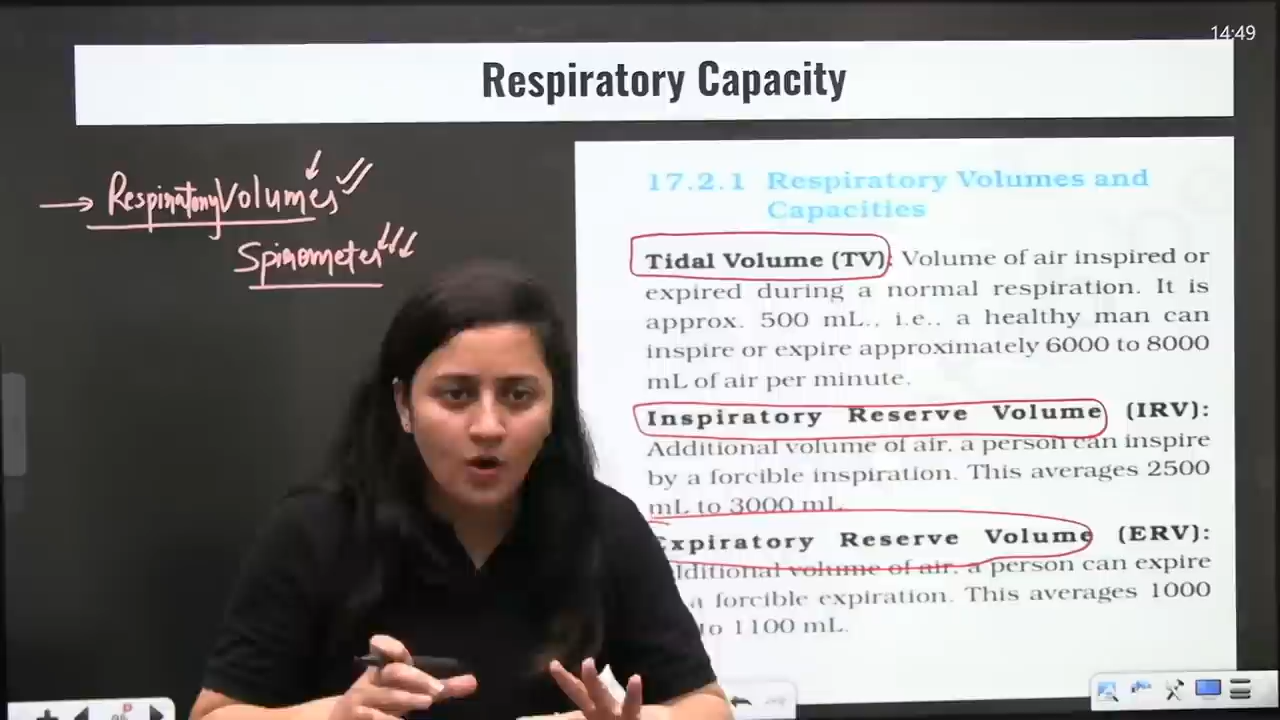 14:49
Respiratory Capacity
→ Respiratory Volumes
Spirometer
17.2.1 Respiratory Volumes and
Capacities
Tidal Volume (TV): Volume of air inspired or
expired during a normal respiration. It is
approx. 500 mL., i.e., a healthy man can
inspire or expire approximately 6000 to 8000
mL of air per minute.
Inspiratory Reserve Volume (IRV):
Additional volume of air, a person can inspire
by a forcible inspiration. This averages 2500
mL to 3000 mL.
Expiratory Reserve Volume (ERV):
ditional volume of air, a person can expire
a forcible expiration. This averages 1000
to 1100 mL.